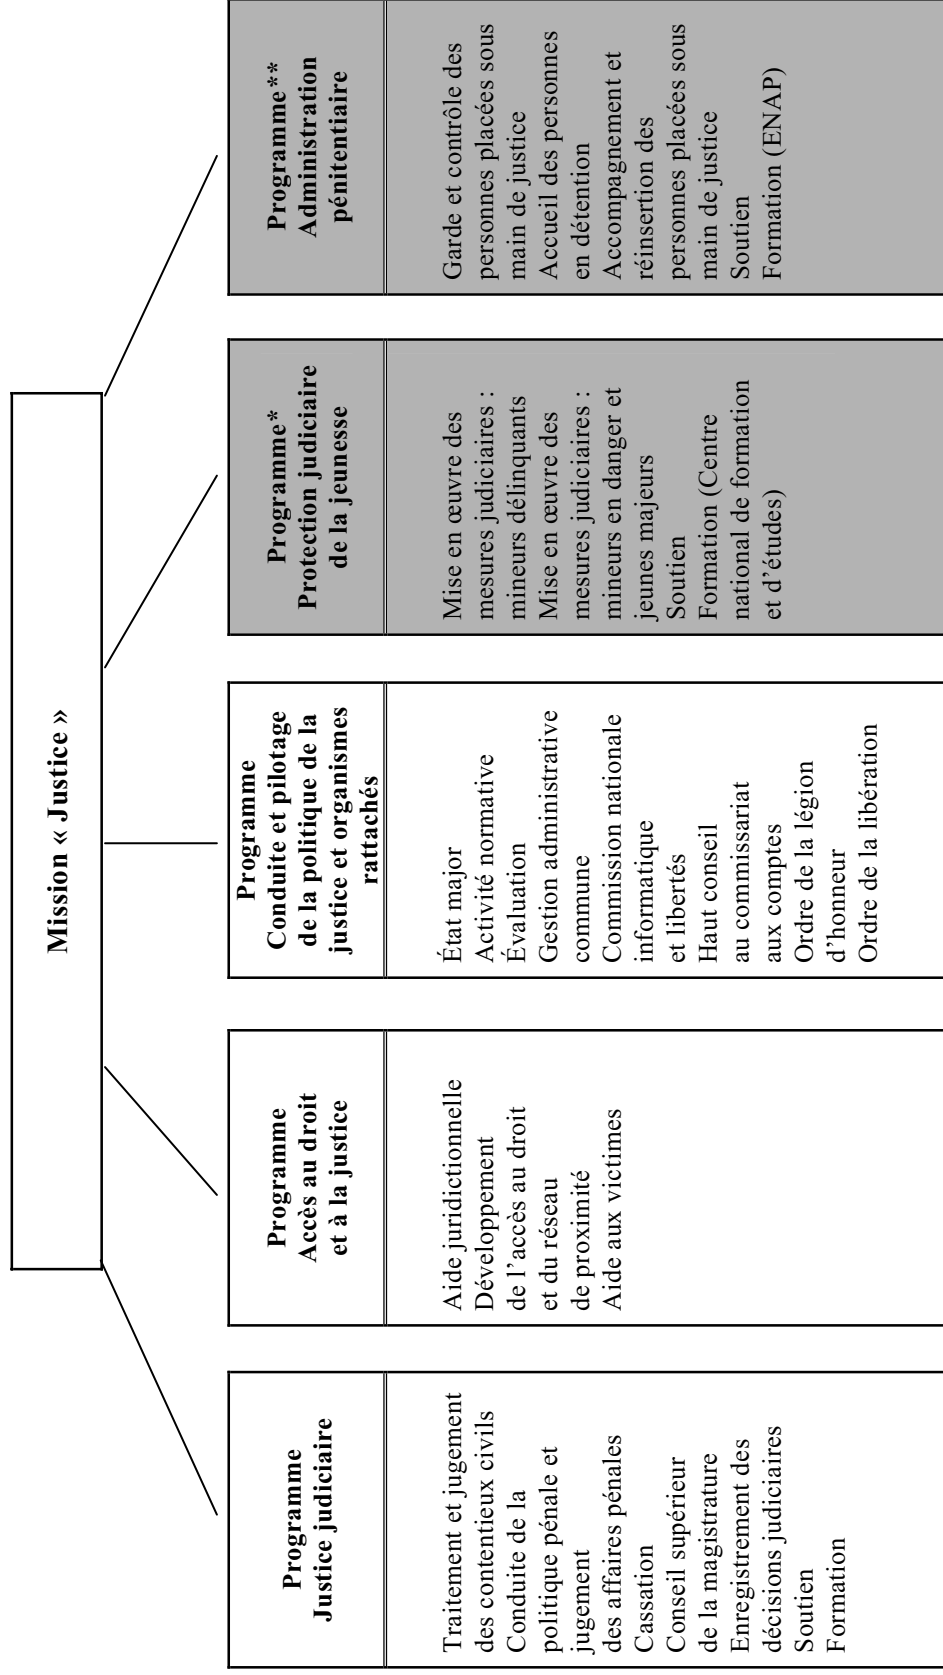 Mission « Justice »
Programme
Justice judiciaire
Traitement et jugement
des contentieux civils
Conduite de la
politique pénale et
jugement
des affaires pénales
Cassation
Conseil supérieur
de la magistrature
Enregistrement des
décisions judiciaires
Soutien
Formation
Programme
Accès au droit
et à la justice
Aide juridictionnelle
Développement
de l’accès au droit
et du réseau
de proximité
Aide aux victimes
Programme
Conduite et pilotage
de la politique de la
justice et organismes
rattachés
État major
Activité normative
Évaluation
Gestion administrative
commune
Commission nationale
informatique
et libertés
Haut conseil
au commissariat
aux comptes
Ordre de la légion
d’honneur
Ordre de la libération
Programme*
Protection judiciaire
de la jeunesse
Mise en œuvre des
mesures judiciaires :
mineurs délinquants
Mise en œuvre des
mesures judiciaires :
mineurs en danger et
jeunes majeurs
Soutien
Formation (Centre
national de formation
et d’études)
Programme**
Administration
pénitentiaire
Garde et contrôle des
personnes placées sous
main de justice
Accueil des personnes
en détention
Accompagnement et
réinsertion des
personnes placées sous
main de justice
Soutien
Formation (ENAP)